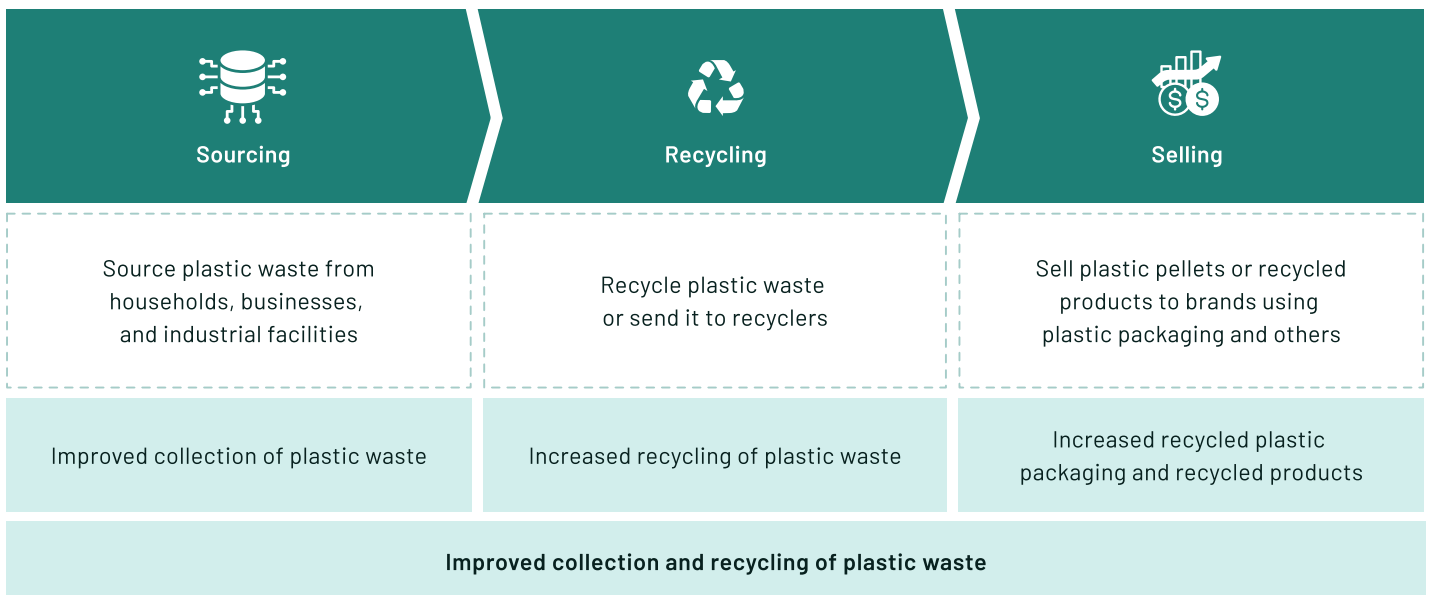 Sourcing
Recycling
Selling
Source plastic waste from
households, businesses,
and industrial facilities
Recycle plastic waste
or send it to recyclers
Sell plastic pellets or recycled
products to brands using
plastic packaging and others
Improved collection of plastic waste
Increased recycling of plastic waste
Increased recycled plastic
packaging and recycled products
Improved collection and recycling of plastic waste